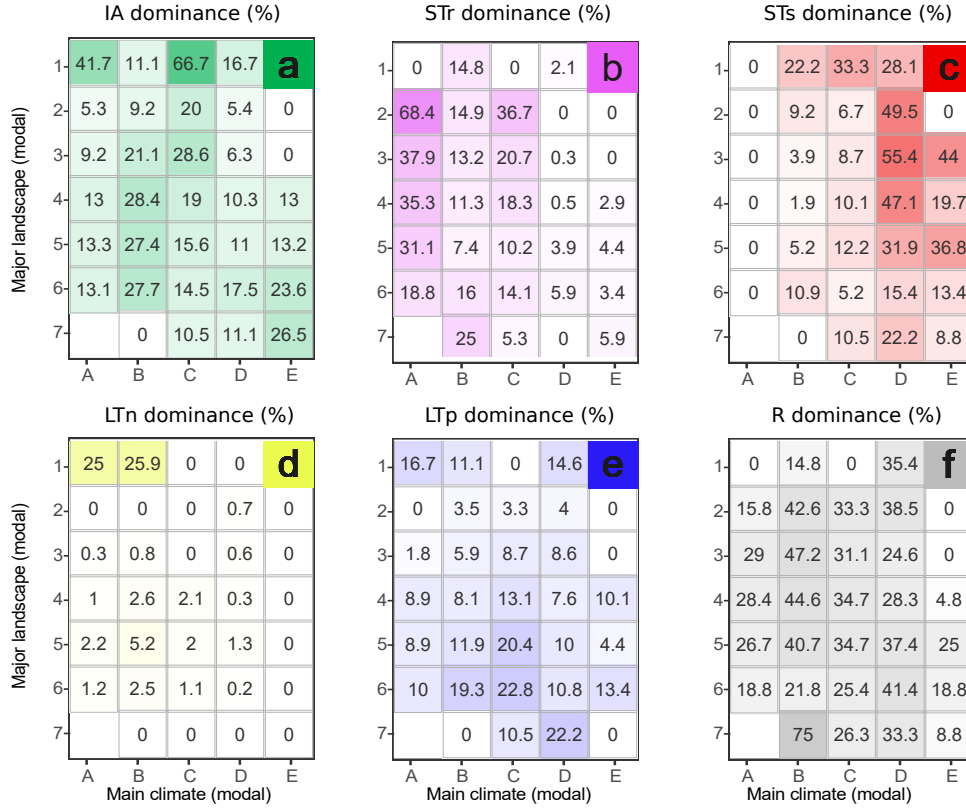 IA dominance (%)
STr dominance (%)
STs dominance (%)
Major landscape (modal)
1 41.7 11.1 66.7 16.7 a
2 5.3 9.2 20 5.4 0
3 9.2 21.1 28.6 6.3 0
4 13 28.4 19 10.3 13
5 13.3 27.4 15.6 11 13.2
6 13.1 27.7 14.5 17.5 23.6
7 0 10.5 11.1 26.5
A B C D E
1 0 14.8 0 2.1 b
2 68.4 14.9 36.7 0 0
3 37.9 13.2 20.7 0.3 0
4 35.3 11.3 18.3 0.5 2.9
5 31.1 7.4 10.2 3.9 4.4
6 18.8 16 14.1 5.9 3.4
7 25 5.3 0 5.9
A B C D E
1 0 22.2 33.3 28.1 c
2 0 9.2 6.7 49.5 0
3 0 3.9 8.7 55.4 44
4 0 1.9 10.1 47.1 19.7
5 0 5.2 12.2 31.9 36.8
6 0 10.9 5.2 15.4 13.4
7 0 10.5 22.2 8.8
A B C D E
LTn dominance (%)
LTp dominance (%)
R dominance (%)
Major landscape (modal)
1 25 25.9 0 0 d
2 0 0 0 0.7 0
3 0.3 0.8 0 0.6 0
4 1 2.6 2.1 0.3 0
5 2.2 5.2 2 1.3 0
6 1.2 2.5 1.1 0.2 0
7 0 0 0 0
A B C D E
Main climate (modal)
1 16.7 11.1 0 14.6 e
2 0 3.5 3.3 4 0
3 1.8 5.9 8.7 8.6 0
4 8.9 8.1 13.1 7.6 10.1
5 8.9 11.9 20.4 10 4.4
6 10 19.3 22.8 10.8 13.4
7 0 10.5 22.2 0
A B C D E
Main climate (modal)
1 0 14.8 0 35.4 f
2 15.8 42.6 33.3 38.5 0
3 29 47.2 31.1 24.6 0
4 28.4 44.6 34.7 28.3 4.8
5 26.7 40.7 34.7 37.4 25
6 18.8 21.8 25.4 41.4 18.8
7 75 26.3 33.3 8.8
A B C D E
Main climate (modal)